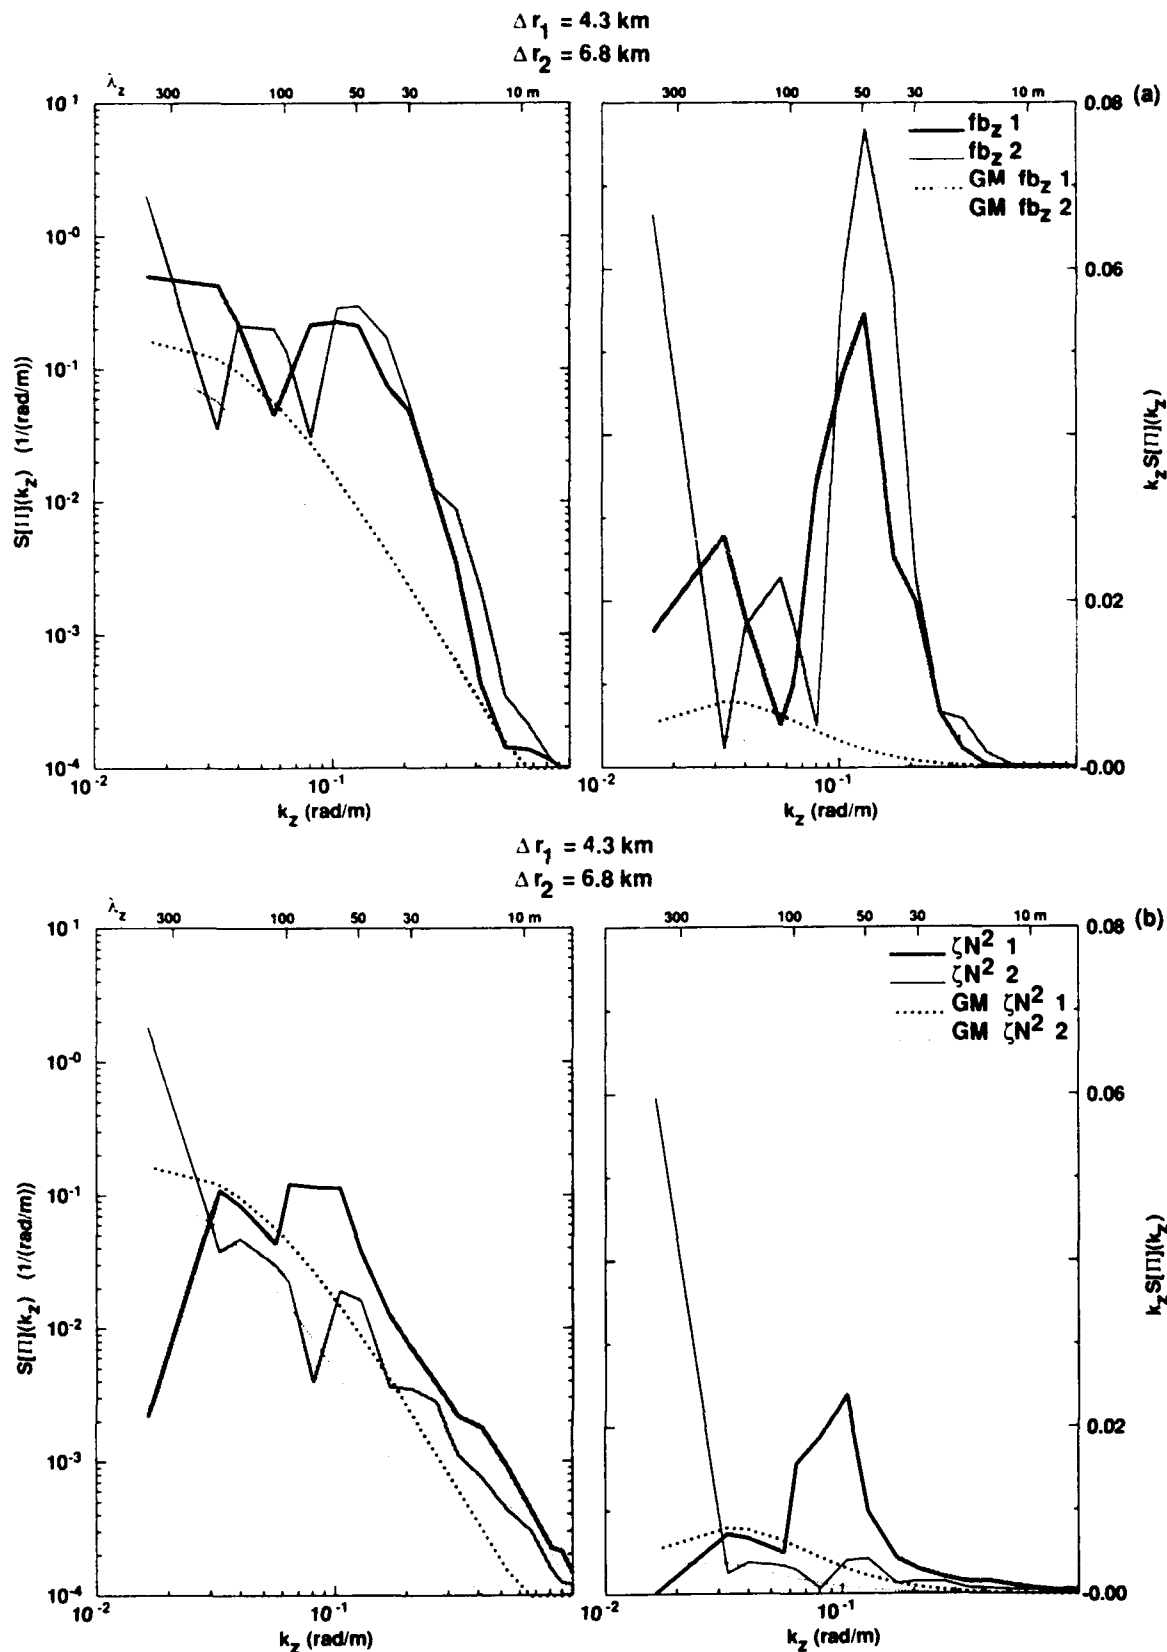 Δ r1 = 4.3 km
Δ r2 = 6.8 km
λz 300 100 50 30 10 m
300 100 50 30 10 m (a)
10^1
10^-0
10^-1
10^-2
10^-3
10^-4
S[Π](kz) (1/(rad/m))
10^-2 10^-1
kz (rad/m)
fbz 1
fbz 2
GM fbz 1
GM fbz 2
0.08
0.06
0.02
-0.00
kzS[Π](kz)
10^-2 10^-1
kz (rad/m)
Δ r1 = 4.3 km
Δ r2 = 6.8 km
λz 300 100 50 30 10 m
300 100 50 30 10 m (b)
10^1
10^0
10^-1
10^-2
10^-3
10^-4
S[Π](kz) (1/(rad/m))
10^-2 10^-1
kz (rad/m)
ζN² 1
ζN² 2
GM ζN² 1
GM ζN² 2
0.08
0.06
0.02
-0.00
kzS[Π](kz)
10^-2 10^-1
kz (rad/m)